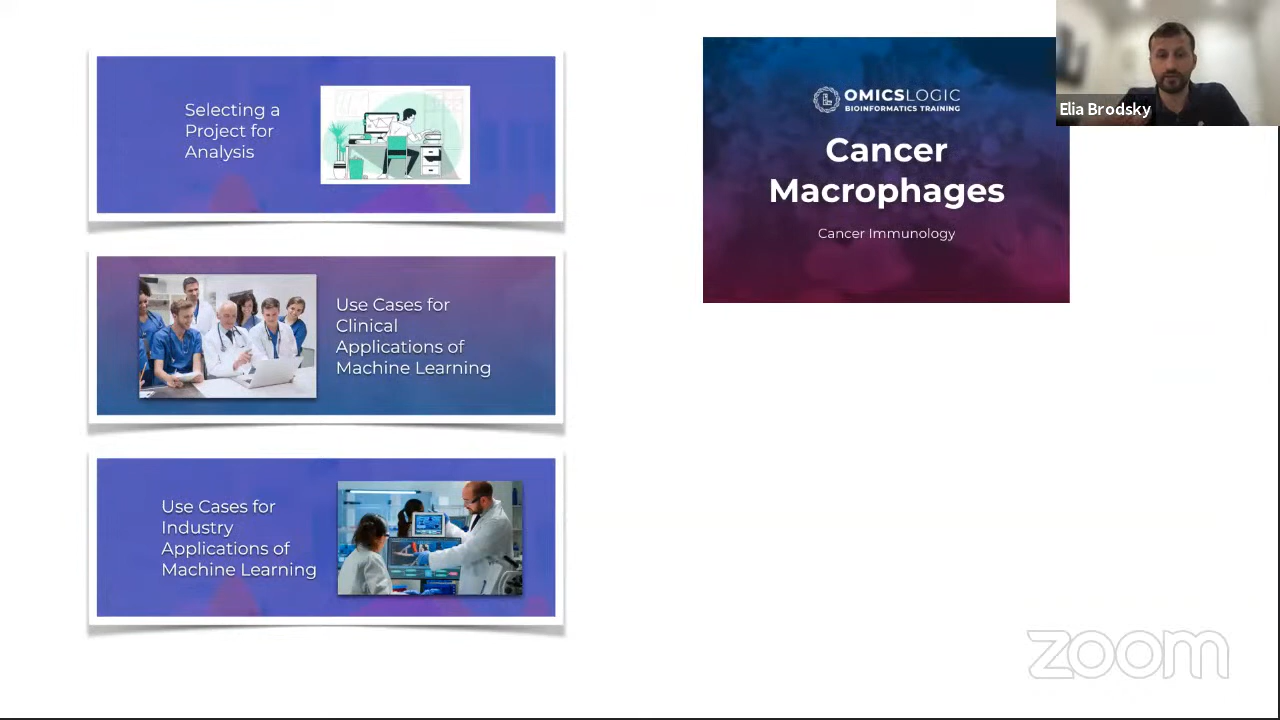 Selecting a
Project for
Analysis
Use Cases for
Clinical
Applications of
Machine Learning
Use Cases for
Industry
Applications of
Machine Learning
OMICSLOGIC
BIOINFORMATICS TRAINING
Cancer
Macrophages
Cancer Immunology
Elia Brodsky
zoom